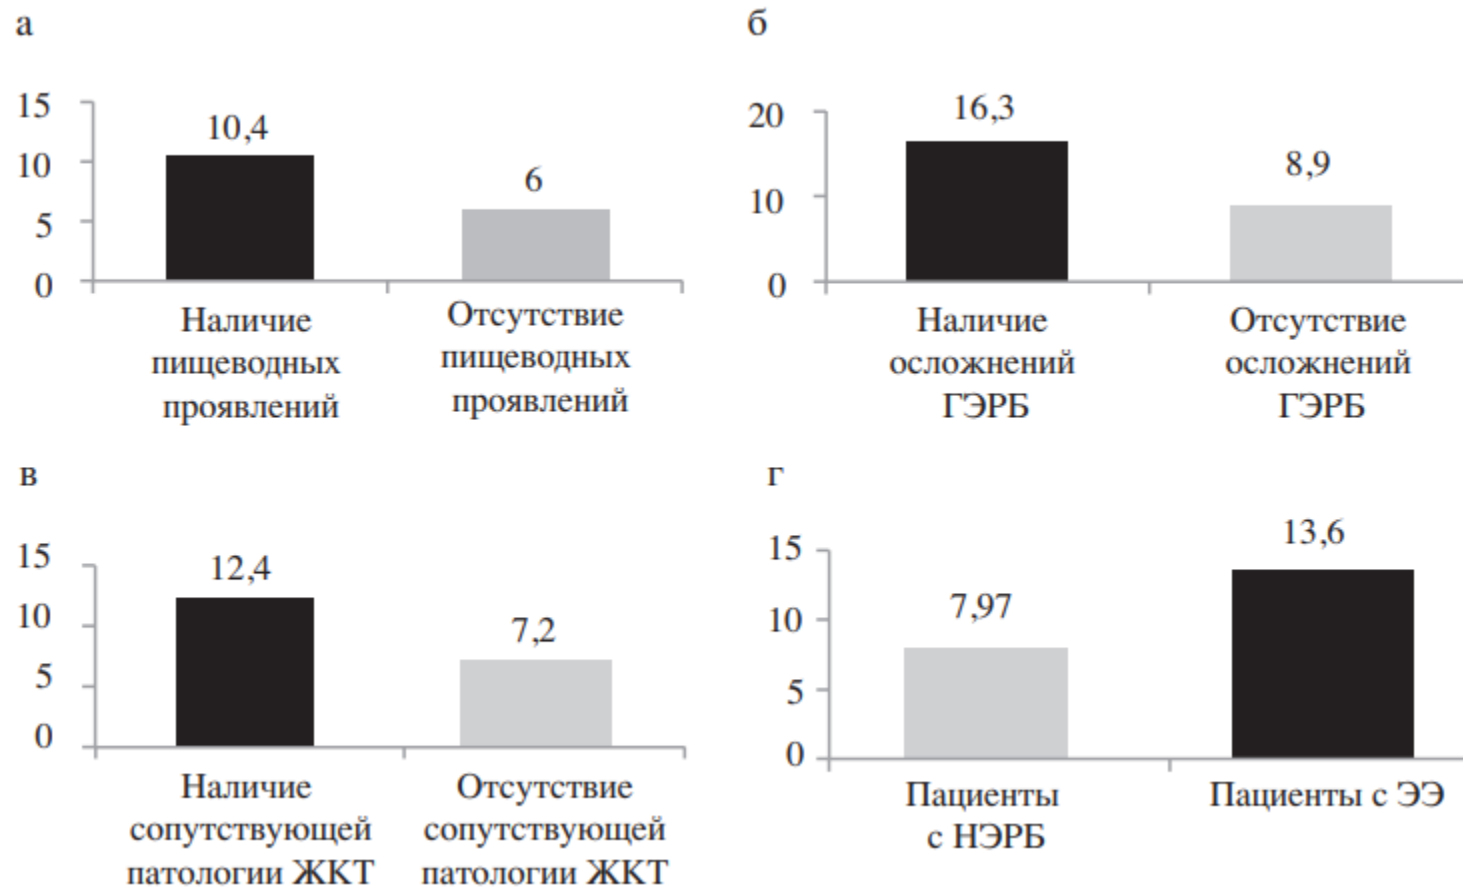 а
15
10
5
0
10,4
6
Наличие
пищеводных
проявлений
Отсутствие
пищеводных
проявлений
б
20
10
0
16,3
8,9
Наличие
осложнений
ГЭРБ
Отсутствие
осложнений
ГЭРБ
в
15
10
5
0
12,4
7,2
Наличие
сопутствующей
патологии ЖКТ
Отсутствие
сопутствующей
патологии ЖКТ
г
15
10
5
0
7,97
13,6
Пациенты
с НЭРБ
Пациенты с ЭЭ